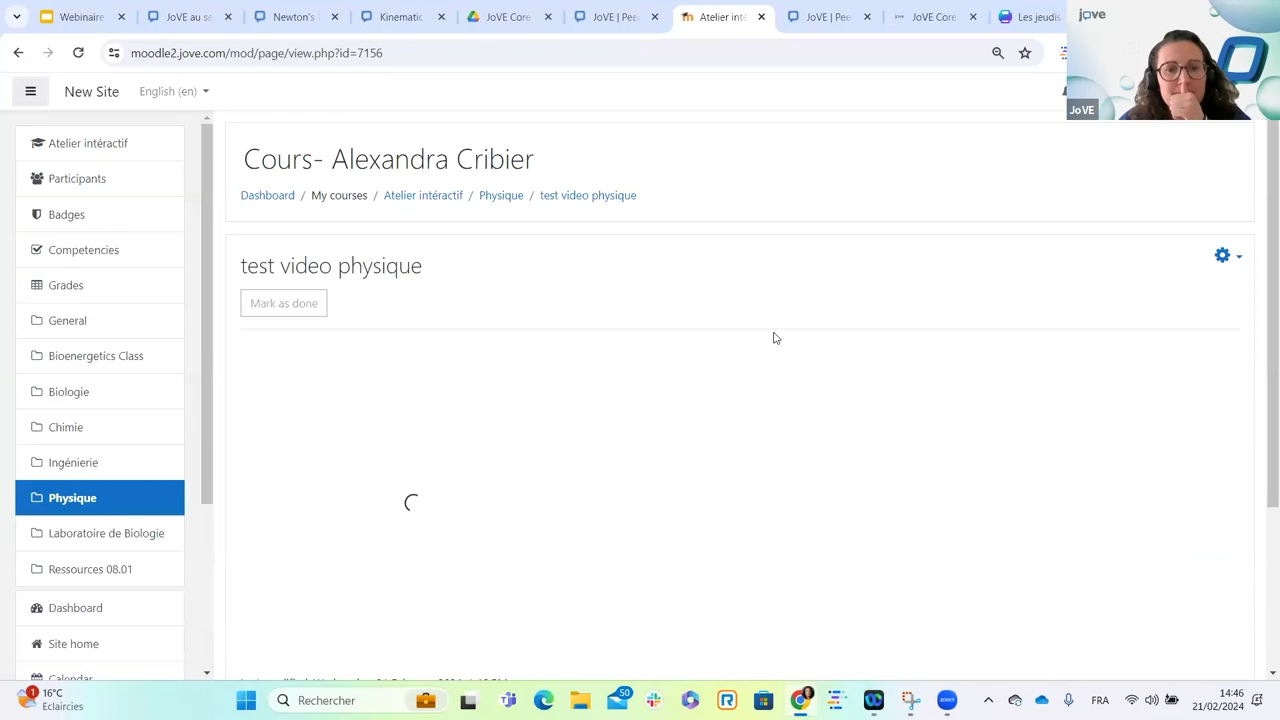 Webinaire
JoVE au se
Newton's
Kinematic
JoVE Core
JoVE | Pee
Atelier inte
JoVE | Pee
JoVE Core
Les jeudis
jove
moodle2.jove.com/mod/page/view.php?id=7156
New Site
English (en)
JoVE
Atelier intéractif
Participants
Badges
Competencies
Grades
General
Bioenergetics Class
Biologie
Chimie
Ingénierie
Physique
Laboratoire de Biologie
Ressources 08.01
Dashboard
Site home
Calendar
Cours- Alexandra Cribier
Dashboard / My courses / Atelier intéractif / Physique / test video physique
test video physique
Mark as done
1
16°C
Eclaircies
Rechercher
50
FRA
14:46
21/02/2024